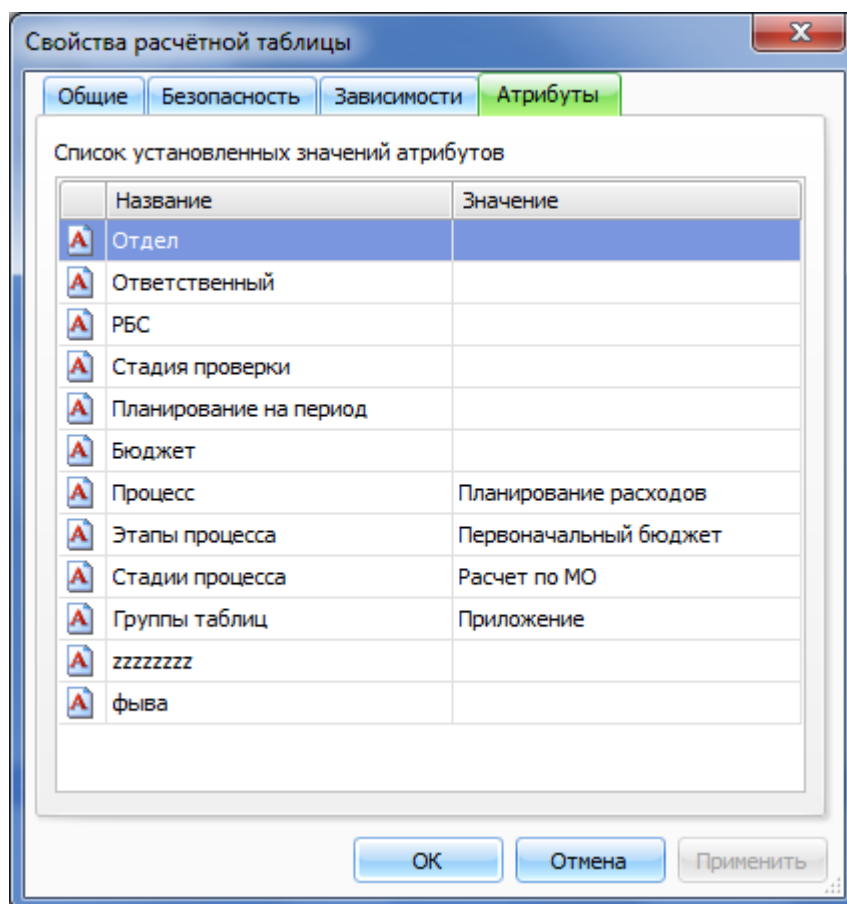 Свойства расчётной таблицы
Общие Безопасность Зависимости Атрибуты
Список установленных значений атрибутов
Название Значение
Отдел
Ответственный
РБС
Стадия проверки
Планирование на период
Бюджет
Процесс Планирование расходов
Этапы процесса Первоначальный бюджет
Стадии процесса Расчет по МО
Группы таблиц Приложение
zzzzzzzz
фыва
ОК Отмена Применить